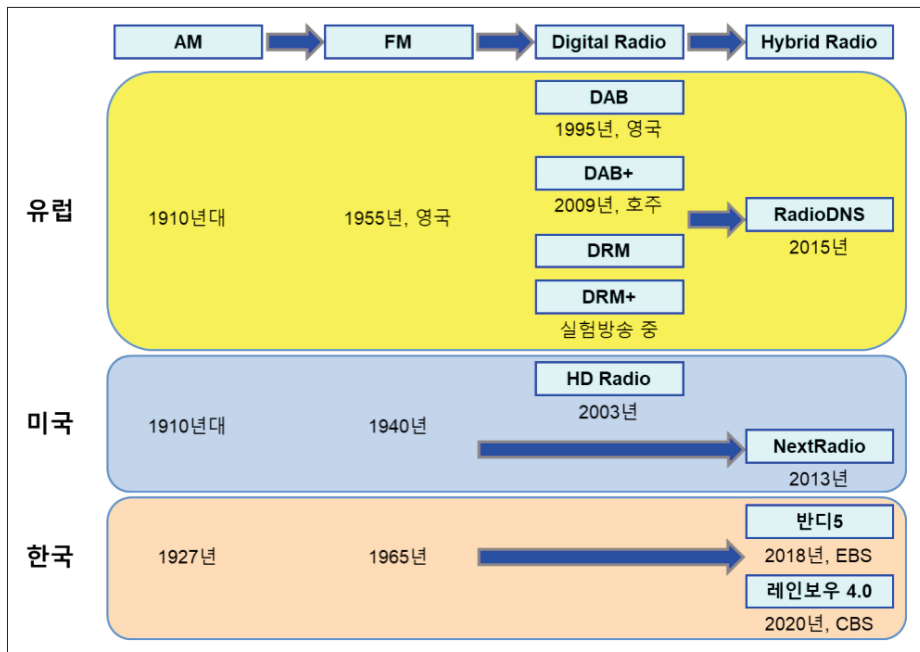 AM
FM
Digital Radio
Hybrid Radio
유럽
1910년대
1955년, 영국
DAB
1995년, 영국
DAB+
2009년, 호주
DRM
DRM+
실험방송 중
RadioDNS
2015년
미국
1910년대
1940년
HD Radio
2003년
NextRadio
2013년
한국
1927년
1965년
반디5
2018년, EBS
레인보우 4.0
2020년, CBS